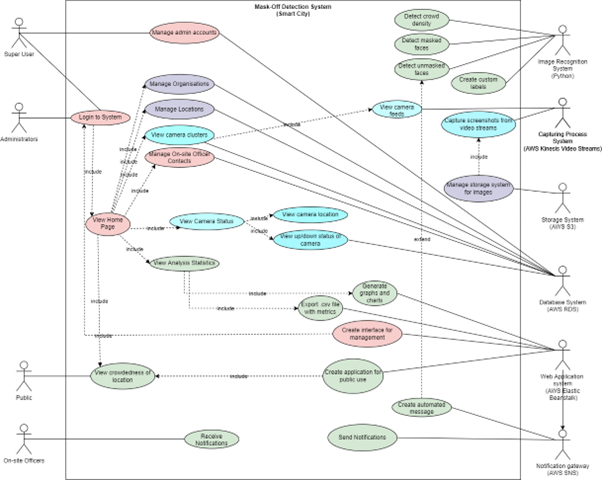 Mask-Off Detection System
(Smart City)
Super User
Manage admin accounts
Detect crowd
density
Detect masked
faces
Detect unmasked
faces
Create custom
labels
Image Recognition
System
(Python)
Manage Organisations
Manage Locations
View camera
feeds
Login to System
Administrators
View camera clusters
Capture screenshots from
video streams
Capturing Process
System
(AWS Kinesis Video Streams)
include
Manage On-site Officer
Contacts
include
include
include
include
include
include
include
Manage storage system
for images
Storage System
(AWS S3)
View Home
Page
View Camera Status
include
View camera location
include
include
View up/down status of
camera
extend
View Analysis Statistics
include
Generate
graphs and
charts
include
Export .csv file
with metrics
include
include
include
Database System
(AWS RDS)
Create interface for
management
include
View crowdedness of
location
include
Create application for
public use
Public
Web Application
system
(AWS Elastic
Beanstalk)
Create automated
message
On-site Officers
Receive
Notifications
Send Notifications
Notification gateway
(AWS SNS)